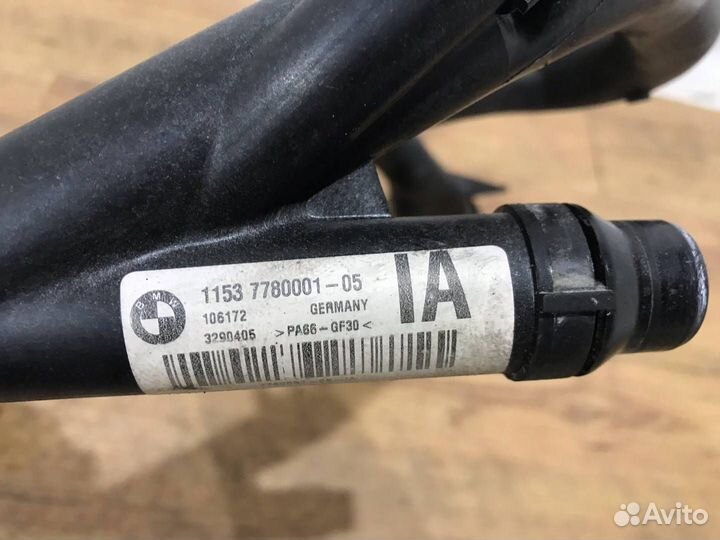 BMW
1153 7780001-05
106172 GERMANY
3290405 >PA66-GF30<
IA
Avito